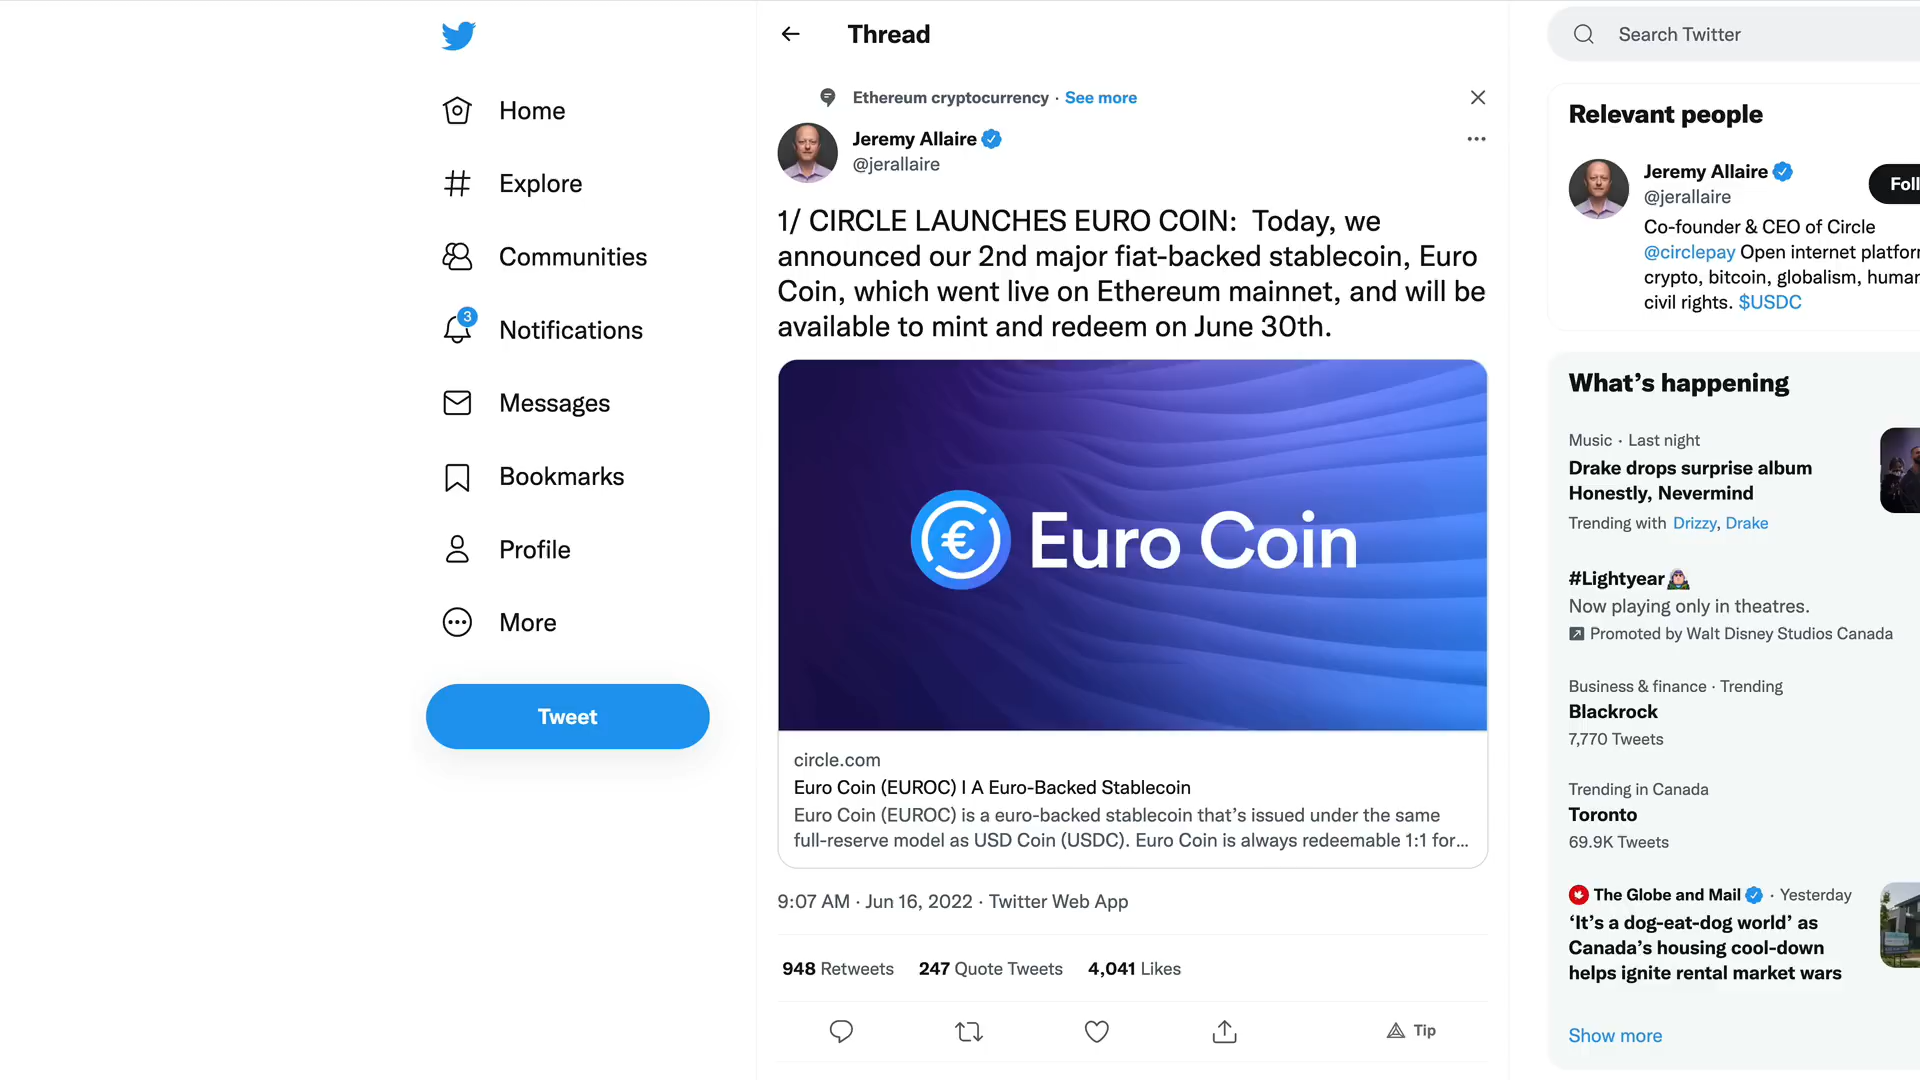 Home
Explore
Communities
3
Notifications
Messages
Bookmarks
Profile
More
Tweet
Thread
Ethereum cryptocurrency · See more
Jeremy Allaire
@jerallaire
1/ CIRCLE LAUNCHES EURO COIN:  Today, we
announced our 2nd major fiat-backed stablecoin, Euro
Coin, which went live on Ethereum mainnet, and will be
available to mint and redeem on June 30th.
€ Euro Coin
circle.com
Euro Coin (EUROC) I A Euro-Backed Stablecoin
Euro Coin (EUROC) is a euro-backed stablecoin that’s issued under the same
full-reserve model as USD Coin (USDC). Euro Coin is always redeemable 1:1 for…
9:07 AM · Jun 16, 2022 · Twitter Web App
948 Retweets 247 Quote Tweets 4,041 Likes
Tip
Search Twitter
Relevant people
Jeremy Allaire
Foll
@jerallaire
Co-founder & CEO of Circle
@circlepay Open internet platfor
crypto, bitcoin, globalism, human
civil rights. $USDC
What’s happening
Music · Last night
Drake drops surprise album
Honestly, Nevermind
Trending with Drizzy, Drake
#Lightyear
Now playing only in theatres.
Promoted by Walt Disney Studios Canada
Business & finance · Trending
Blackrock
7,770 Tweets
Trending in Canada
Toronto
69.9K Tweets
The Globe and Mail · Yesterday
‘It’s a dog-eat-dog world’ as
Canada’s housing cool-down
helps ignite rental market wars
Show more